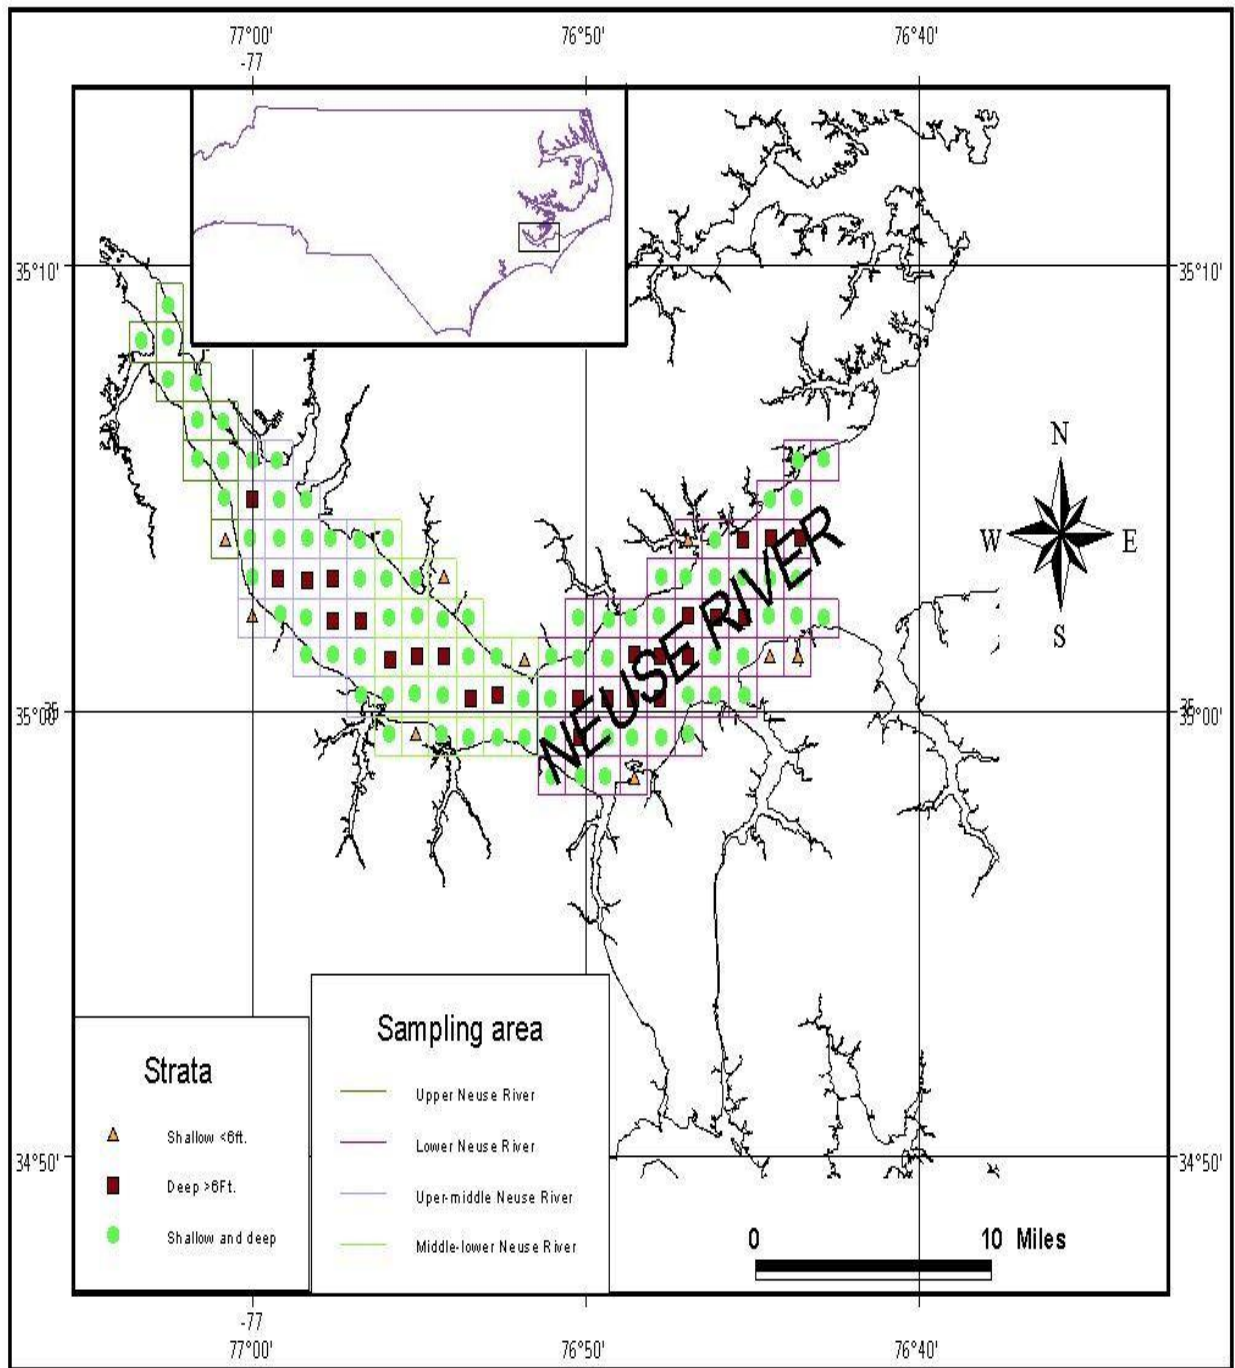 77°00' 76°50' 76°40'
-77
35°10' 35°10'
N
W E
S
NEUSE RIVER
35°00' 35°00'
Sampling area
Upper Neuse River
Lower Neuse River
Uper-middle Neuse River
Middle-lower Neuse River
Strata
Shallow <6ft.
Deep >6Ft.
Shallow and deep
34°50' 34°50'
0 10 Miles
-77
77°00' 76°50' 76°40'